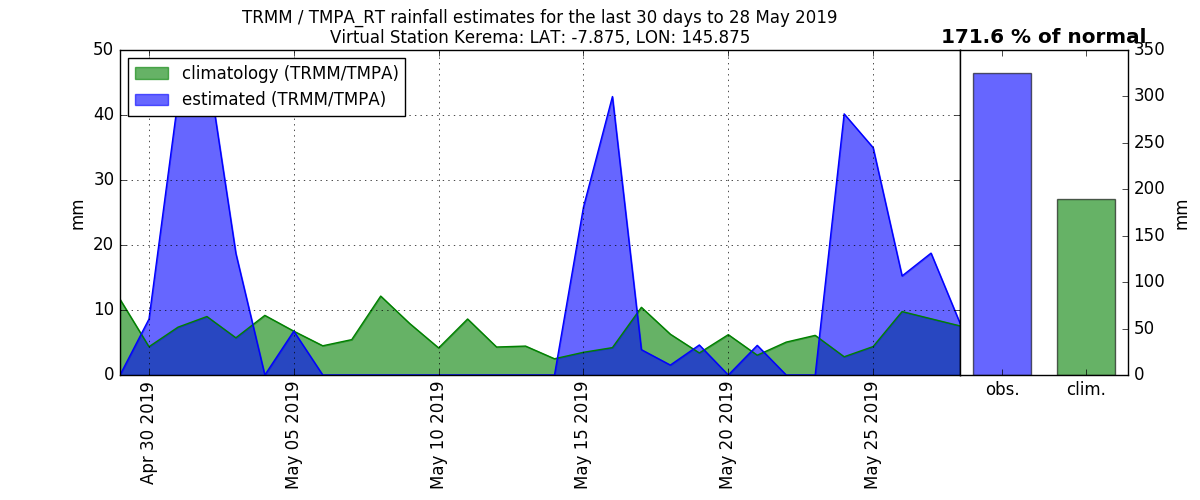 TRMM / TMPA_RT rainfall estimates for the last 30 days to 28 May 2019
Virtual Station Kerema: LAT: -7.875, LON: 145.875
171.6 % of normal
climatology (TRMM/TMPA)
estimated (TRMM/TMPA)
50
40
30
20
10
0
mm
Apr 30 2019
May 05 2019
May 10 2019
May 15 2019
May 20 2019
May 25 2019
350
300
250
200
150
100
50
0
mm
obs.
clim.